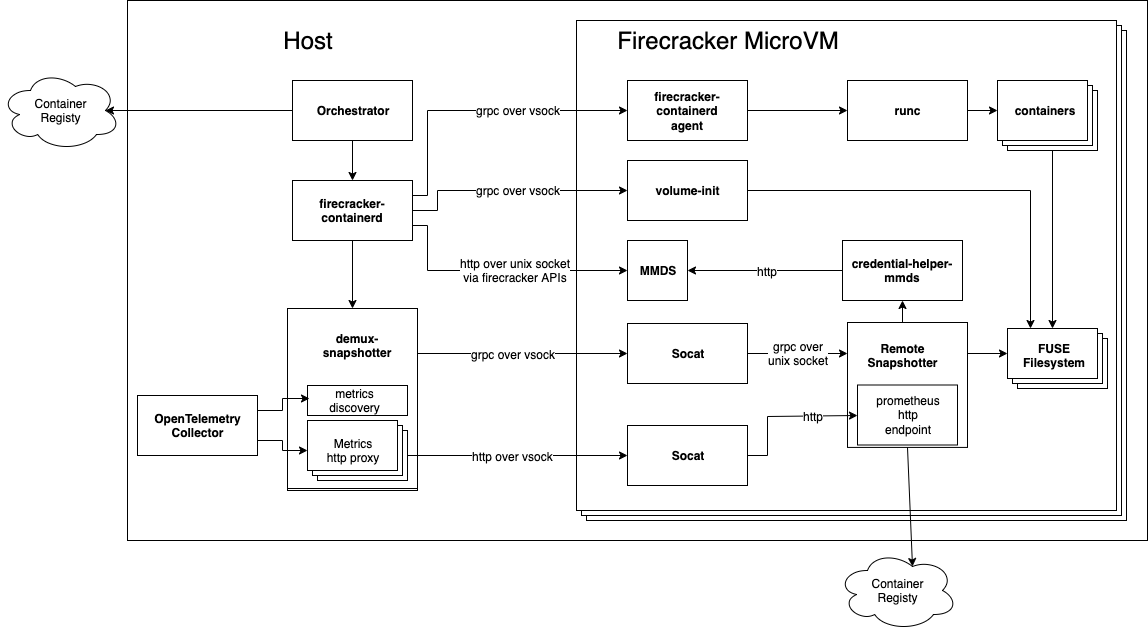 Host
Firecracker MicroVM
Container
Registy
Orchestrator
grpc over vsock
firecracker-
containerd
agent
runc
containers
firecracker-
containerd
grpc over vsock
volume-init
http over unix socket
via firecracker APIs
MMDS
http
credential-helper-
mmds
demux-
snapshotter
grpc over vsock
Socat
grpc over
unix socket
Remote
Snapshotter
FUSE
Filesystem
metrics
discovery
OpenTelemetry
Collector
Metrics
http proxy
http over vsock
Socat
http
prometheus
http
endpoint
Container
Registy